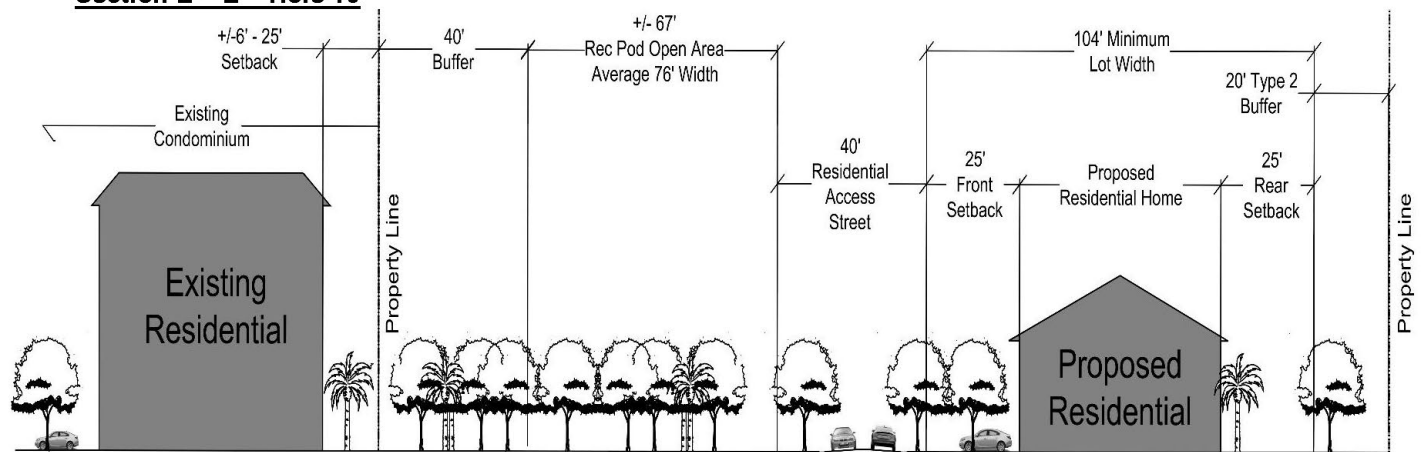 +/-6' - 25'
Setback
40'
Buffer
+/- 67'
Rec Pod Open Area
Average 76' Width
104' Minimum
Lot Width
20' Type 2
Buffer
Existing
Condominium
40'
Residential
Access
Street
25'
Front
Setback
Proposed
Residential Home
25'
Rear
Setback
Property Line
Property Line
Existing
Residential
Proposed
Residential